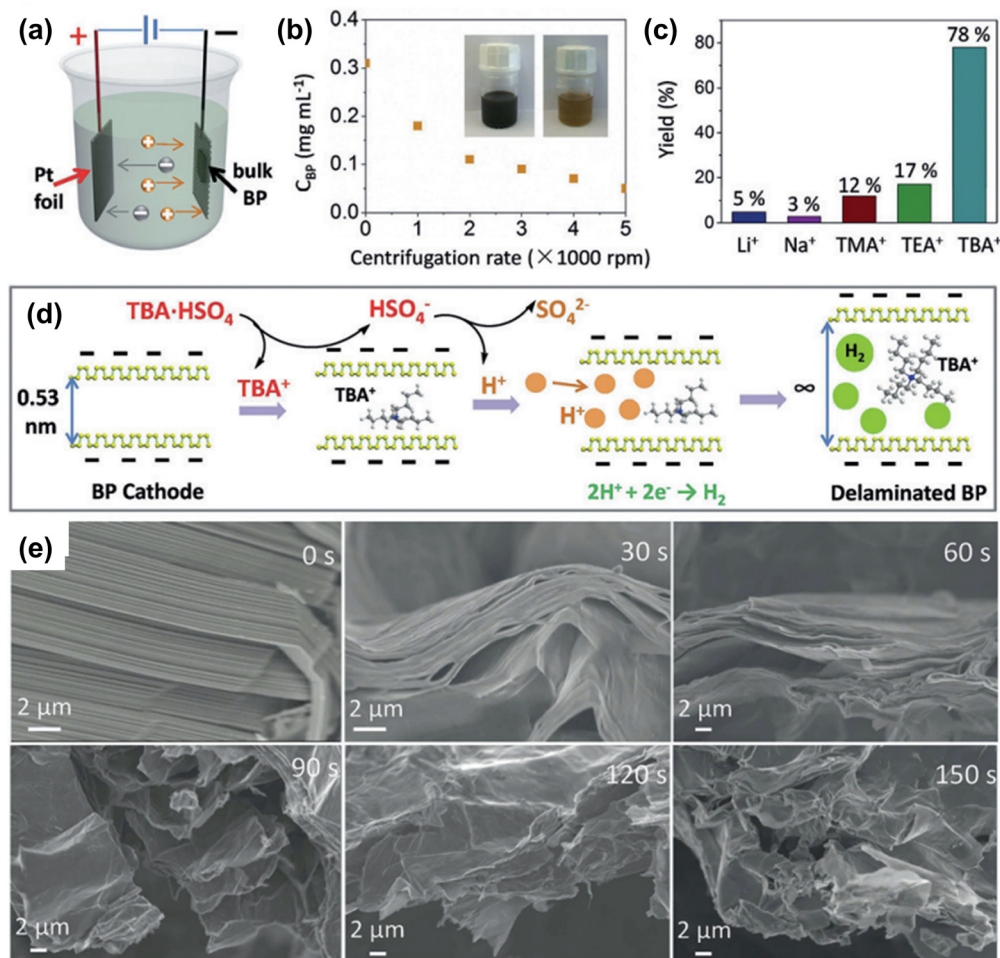 (a)
+
−
Pt
foil
bulk
BP
(b)
C_BP (mg mL⁻¹)
0.4
0.3
0.2
0.1
0.0
0 1 2 3 4 5
Centrifugation rate (×1000 rpm)
(c)
Yield (%)
80
60
40
20
0
5 %
3 %
12 %
17 %
78 %
Li⁺ Na⁺ TMA⁺ TEA⁺ TBA⁺
(d)
TBA·HSO₄
HSO₄⁻
SO₄²⁻
TBA⁺
TBA⁺
H⁺
H⁺
H₂
TBA⁺
0.53
nm
∞
BP Cathode
2H⁺ + 2e⁻ → H₂
Delaminated BP
(e)
0 s
2 μm
30 s
2 μm
60 s
2 μm
90 s
2 μm
120 s
2 μm
150 s
2 μm